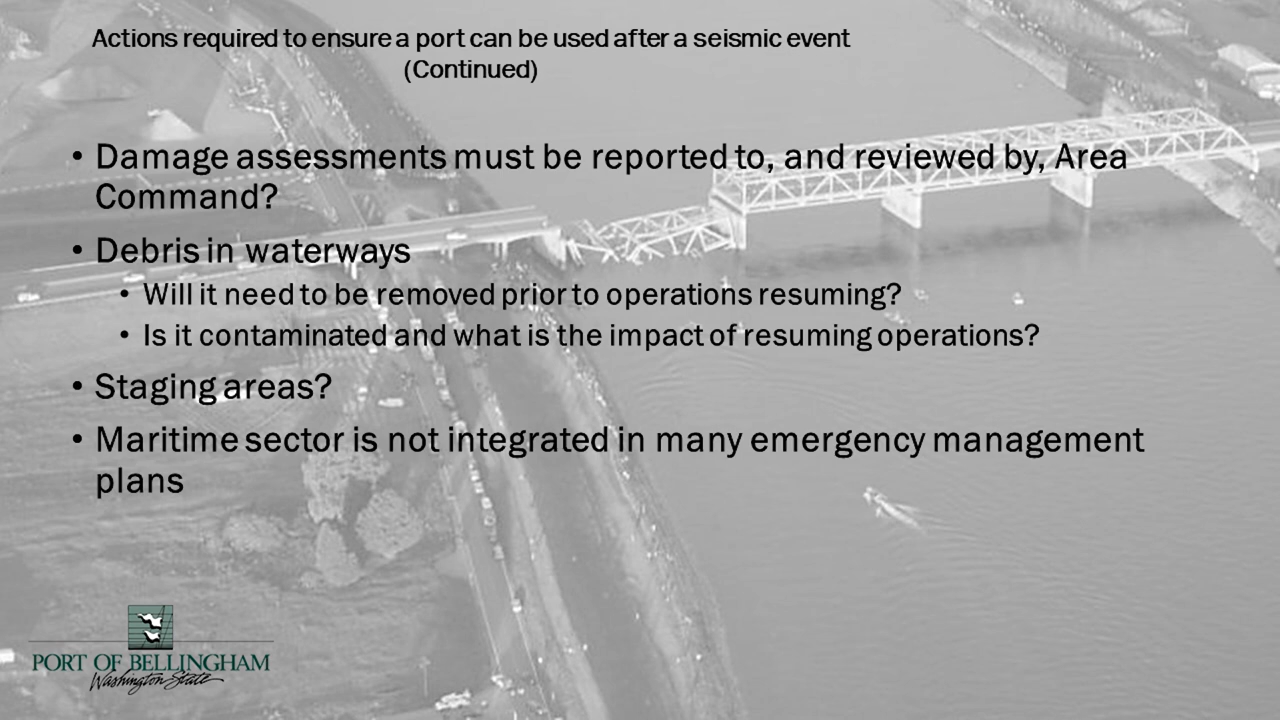 Actions required to ensure a port can be used after a seismic event
(Continued)
• Damage assessments must be reported to, and reviewed by, Area
Command?
• Debris in waterways
• Will it need to be removed prior to operations resuming?
• Is it contaminated and what is the impact of resuming operations?
• Staging areas?
• Maritime sector is not integrated in many emergency management
plans
PORT OF BELLINGHAM
Washington State